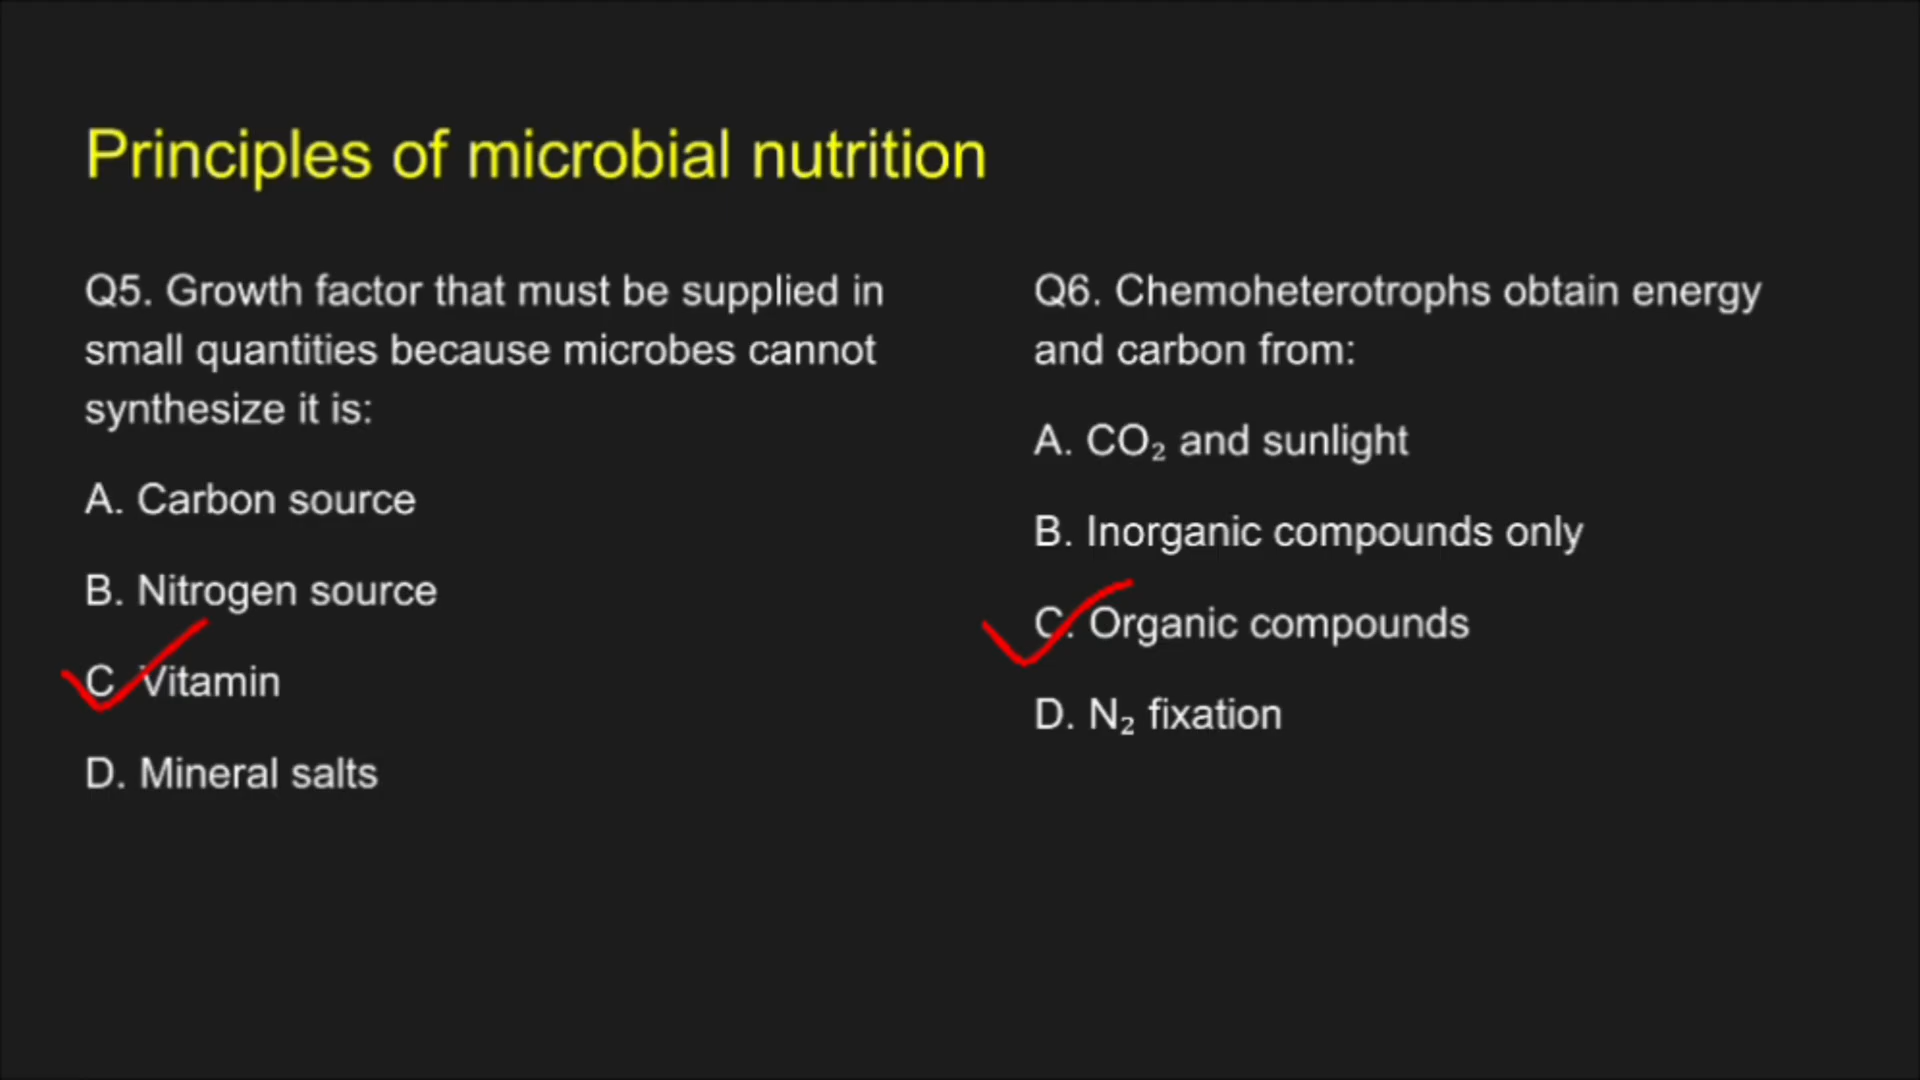 Principles of microbial nutrition
Q5. Growth factor that must be supplied in
small quantities because microbes cannot
synthesize it is:
A. Carbon source
B. Nitrogen source
C. Vitamin
D. Mineral salts
Q6. Chemoheterotrophs obtain energy
and carbon from:
A. CO₂ and sunlight
B. Inorganic compounds only
C. Organic compounds
D. N₂ fixation